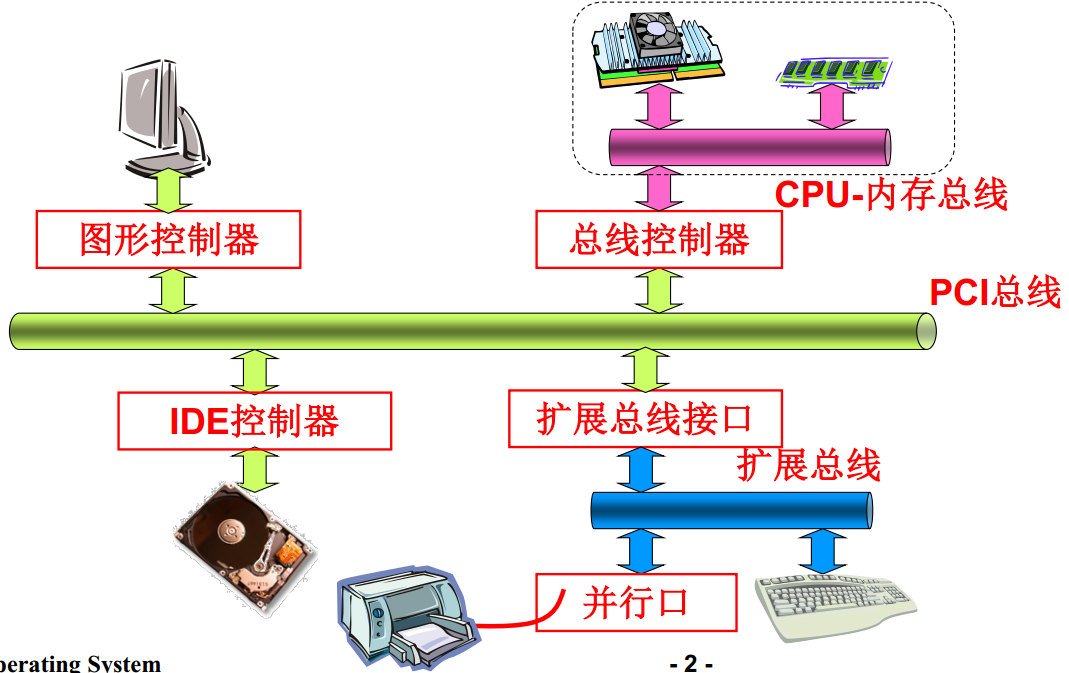 CPU-内存总线
图形控制器
总线控制器
PCI总线
IDE控制器
扩展总线接口
扩展总线
并行口
perating System
- 2 -